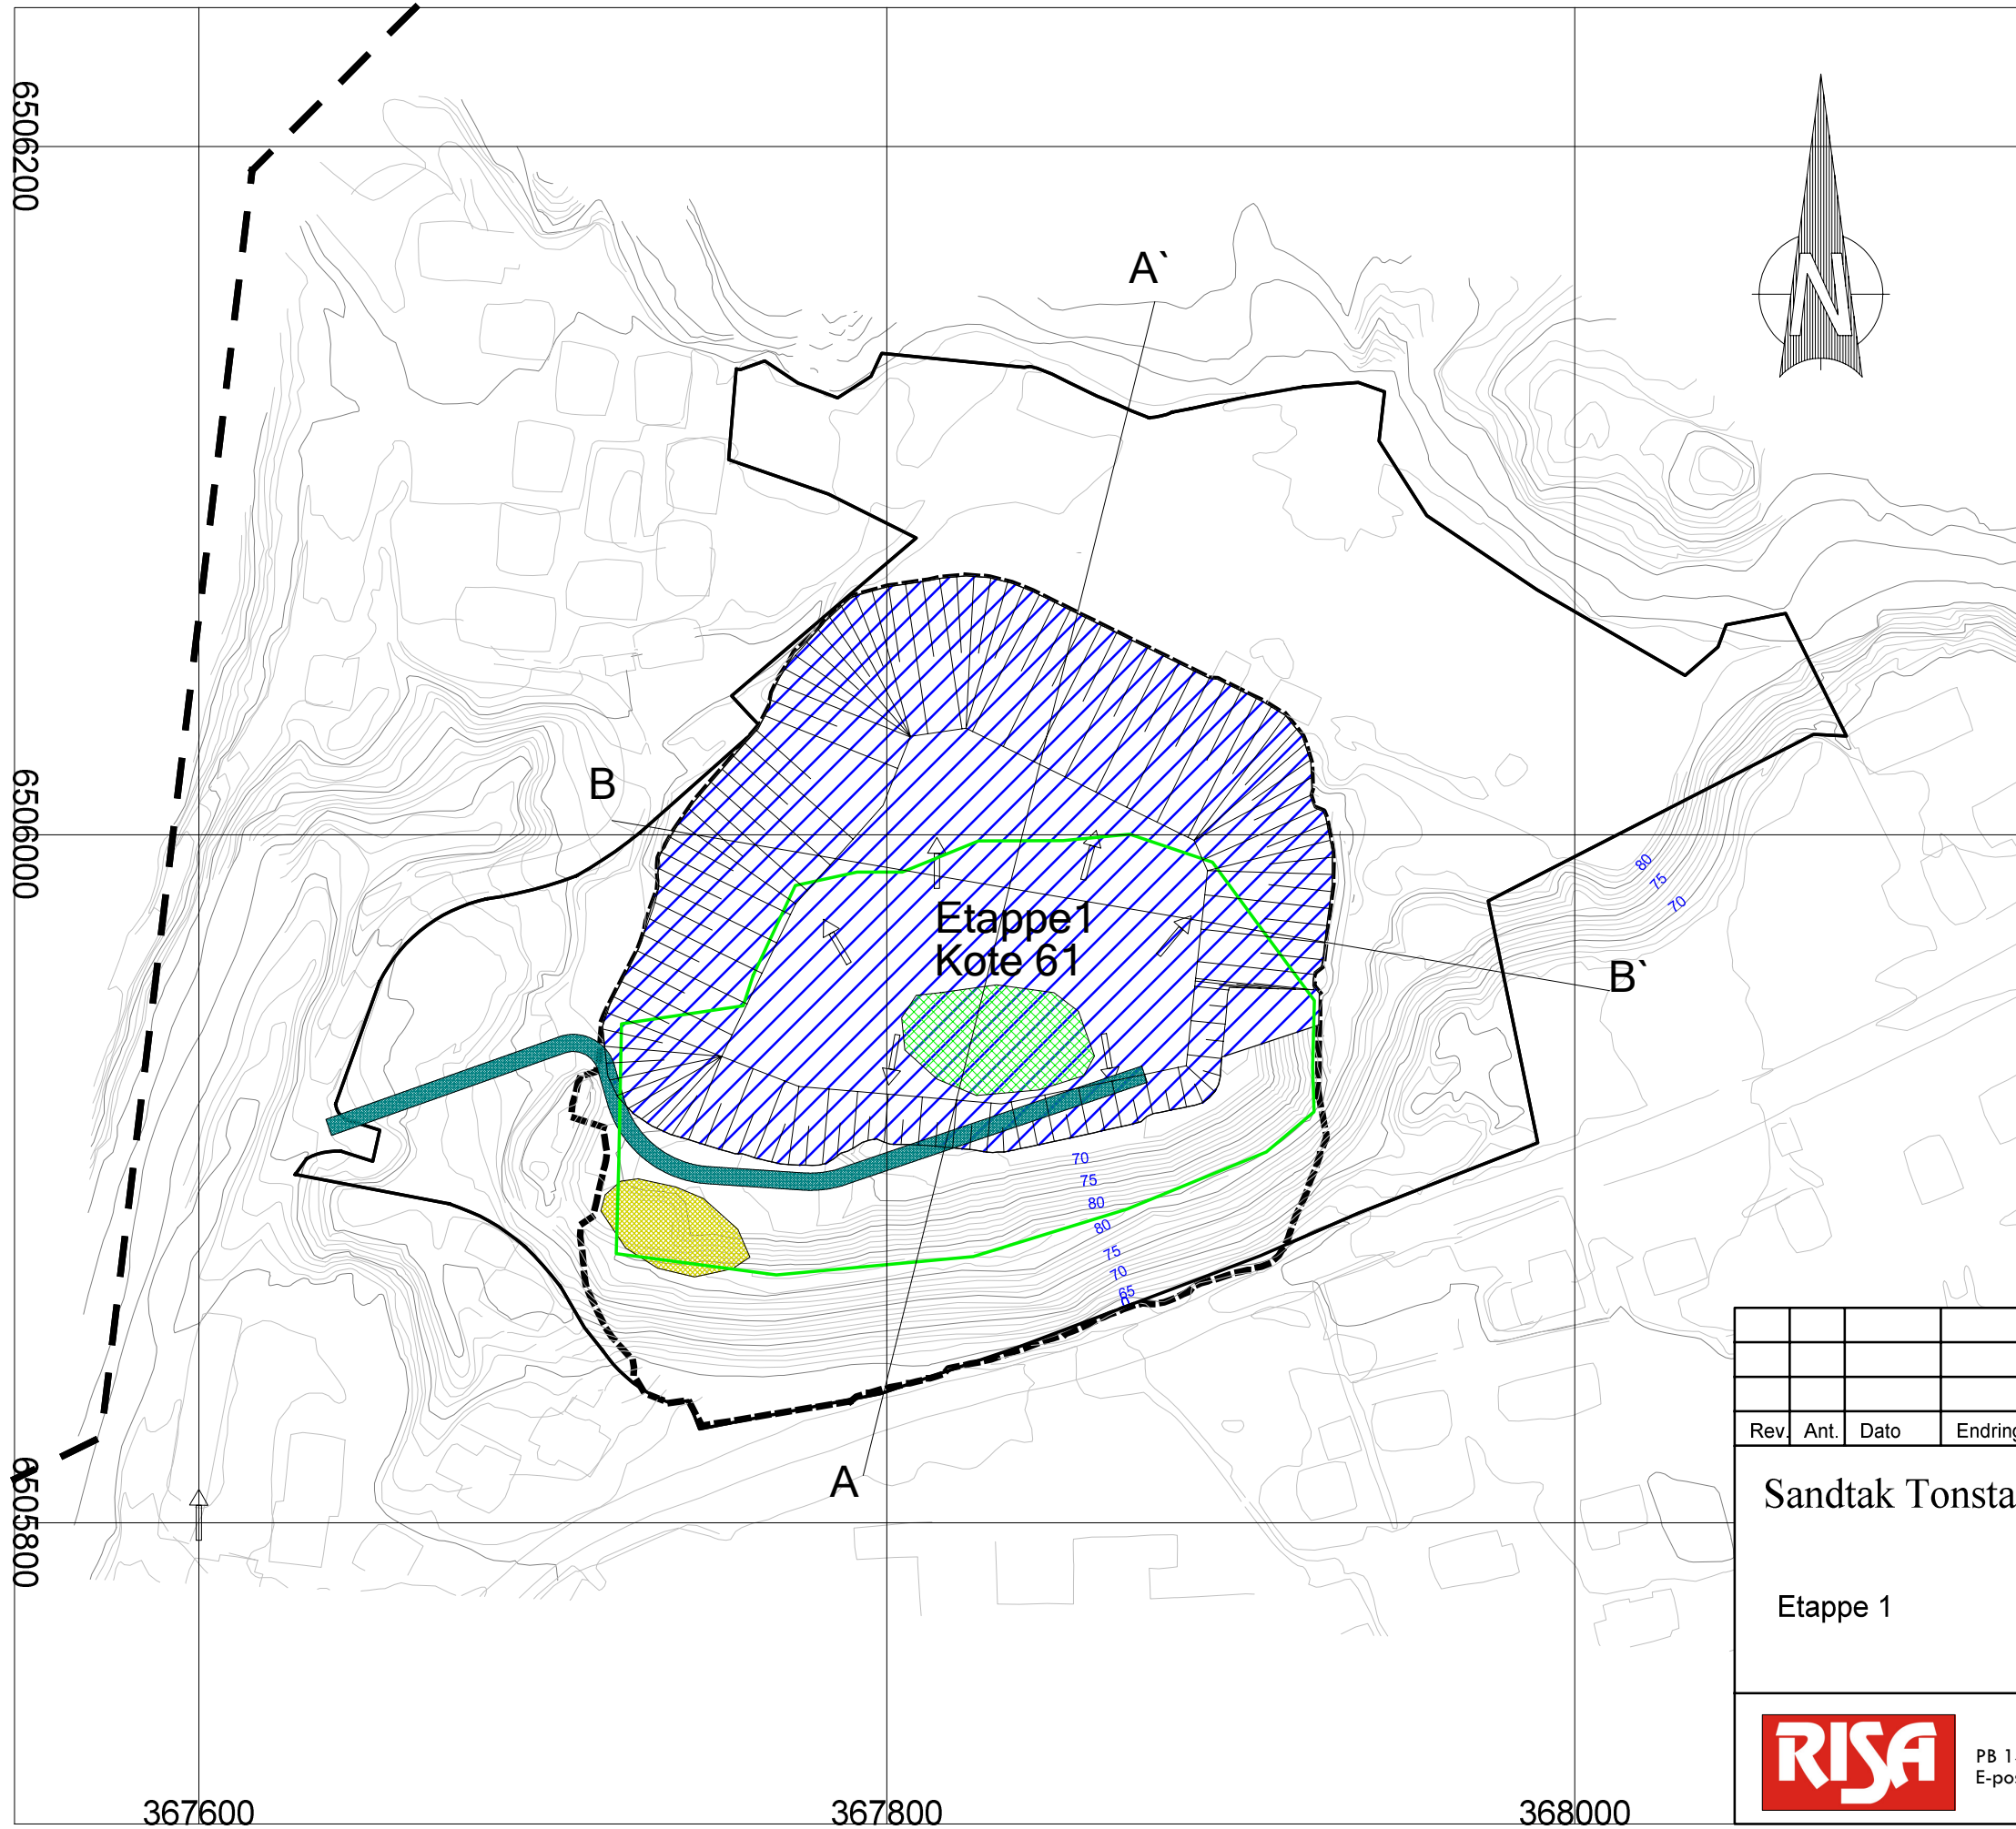 6506200
A`
N
B
6506000
80
75
70
Etappe1
Kote 61
B`
70
75
80
80
75
70
65
A
6505800
Rev. Ant. Dato Endring
Sandtak Tonsta
Etappe 1
RISA
PB 1
E-pos
367600 367800 368000